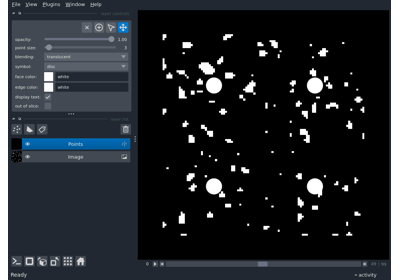 File View Plugins Window Help
opacity: 1.00
point size: 3
blending: translucent
symbol: disc
face color: white
edge color: white
display text:
out of slice:
Points
Image
0
Ready
activity